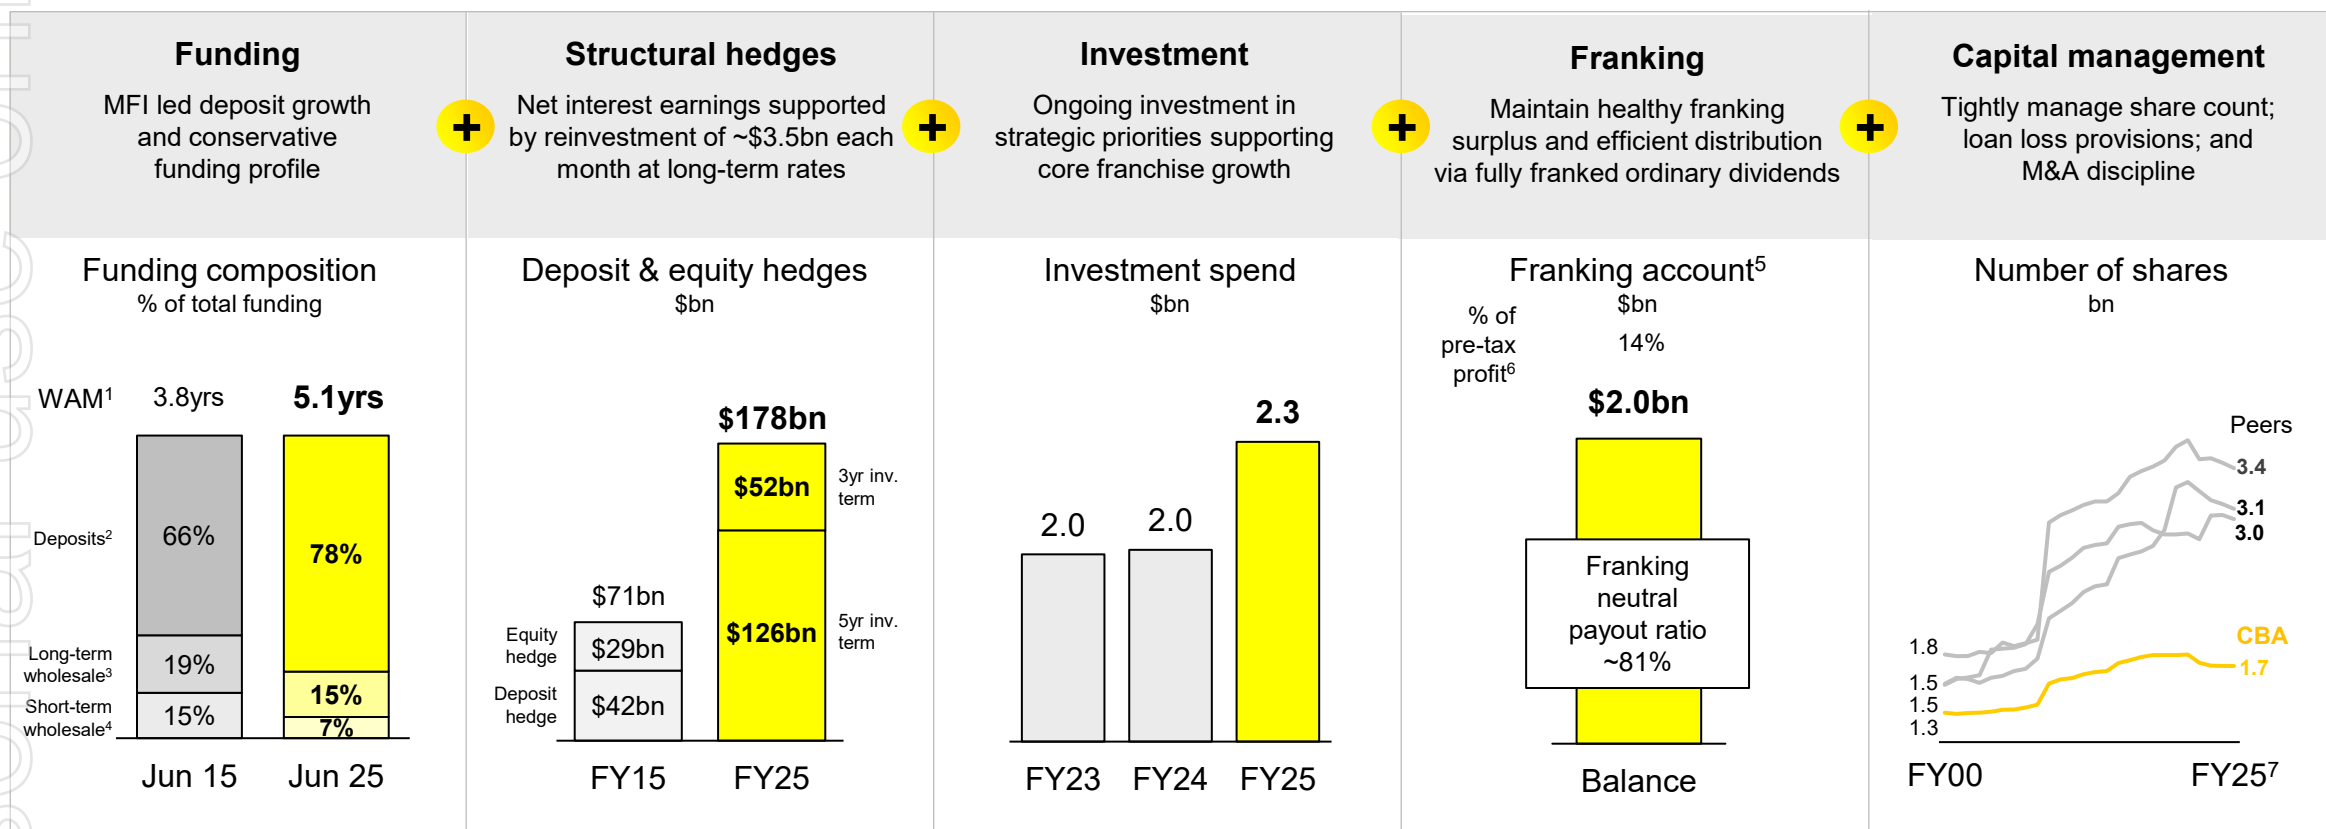 Funding
MFI led deposit growth
and conservative
funding profile
+
Structural hedges
Net interest earnings supported
by reinvestment of ~$3.5bn each
month at long-term rates
+
Investment
Ongoing investment in
strategic priorities supporting
core franchise growth
+
Franking
Maintain healthy franking
surplus and efficient distribution
via fully franked ordinary dividends
+
Capital management
Tightly manage share count;
loan loss provisions; and
M&A discipline
Funding composition
% of total funding
WAM1 3.8yrs 5.1yrs
Deposits2 66% 78%
Long-term
wholesale3 19% 15%
Short-term
wholesale4 15% 7%
Jun 15 Jun 25
Deposit & equity hedges
$bn
$178bn
$52bn 3yr inv.
term
$71bn
Equity
hedge $29bn
$126bn 5yr inv.
term
Deposit
hedge $42bn
FY15 FY25
Investment spend
$bn
2.0 2.0 2.3
FY23 FY24 FY25
Franking account5
$bn
% of
pre-tax
profit6
14%
$2.0bn
Franking
neutral
payout ratio
~81%
Balance
Number of shares
bn
Peers
3.4
3.1
3.0
CBA
1.7
1.8
1.5
1.5
1.3
FY00 FY257